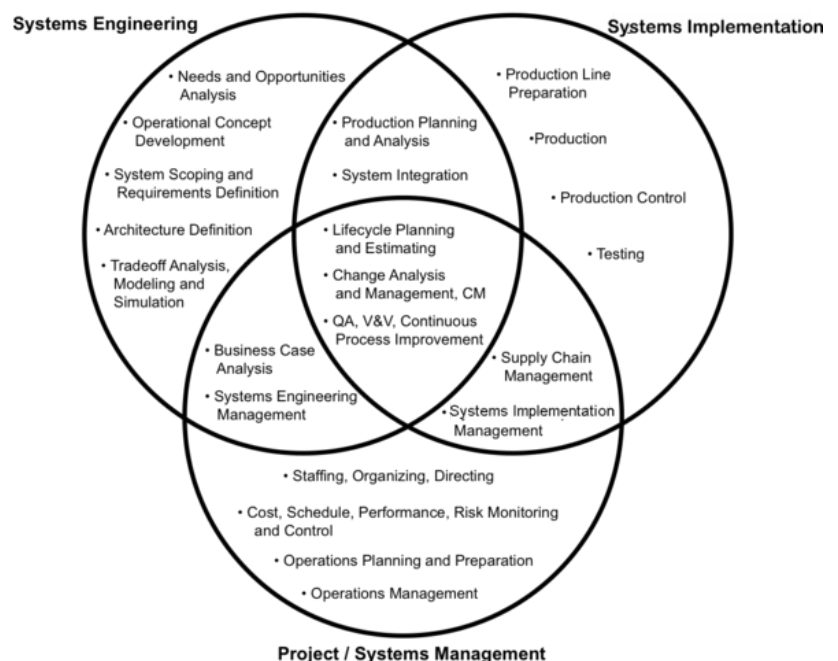 Systems Engineering
Systems Implementation
• Needs and Opportunities
Analysis
• Operational Concept
Development
• System Scoping and
Requirements Definition
• Architecture Definition
• Tradeoff Analysis,
Modeling and
Simulation
• Production Planning
and Analysis
• System Integration
• Production Line
Preparation
• Production
• Production Control
• Testing
• Lifecycle Planning
and Estimating
• Change Analysis
and Management, CM
• QA, V&V, Continuous
Process Improvement
• Business Case
Analysis
• Systems Engineering
Management
• Supply Chain
Management
• Systems Implementation
Management
• Staffing, Organizing, Directing
• Cost, Schedule, Performance, Risk Monitoring
and Control
• Operations Planning and Preparation
• Operations Management
Project / Systems Management